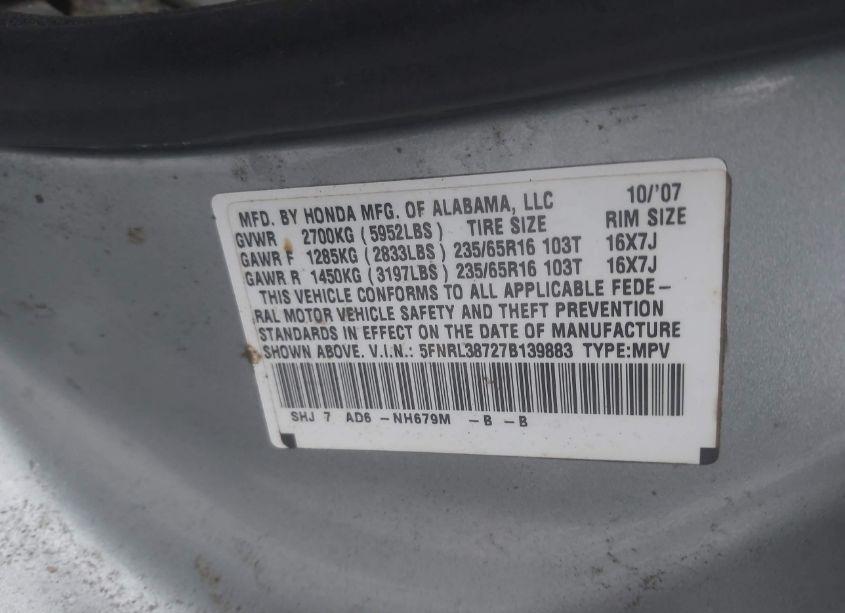 MFD. BY HONDA MFG. OF ALABAMA, LLC 10/'07
GVWR 2700KG (5952LBS) TIRE SIZE RIM SIZE
GAWR F 1285KG (2833LBS) 235/65R16 103T 16X7J
GAWR R 1450KG (3197LBS) 235/65R16 103T 16X7J
THIS VEHICLE CONFORMS TO ALL APPLICABLE FEDE-
RAL MOTOR VEHICLE SAFETY AND THEFT PREVENTION
STANDARDS IN EFFECT ON THE DATE OF MANUFACTURE
SHOWN ABOVE. V.I.N.: 5FNRL38727B139883 TYPE:MPV
SHJ 7 AD6 -NH679M -B -B